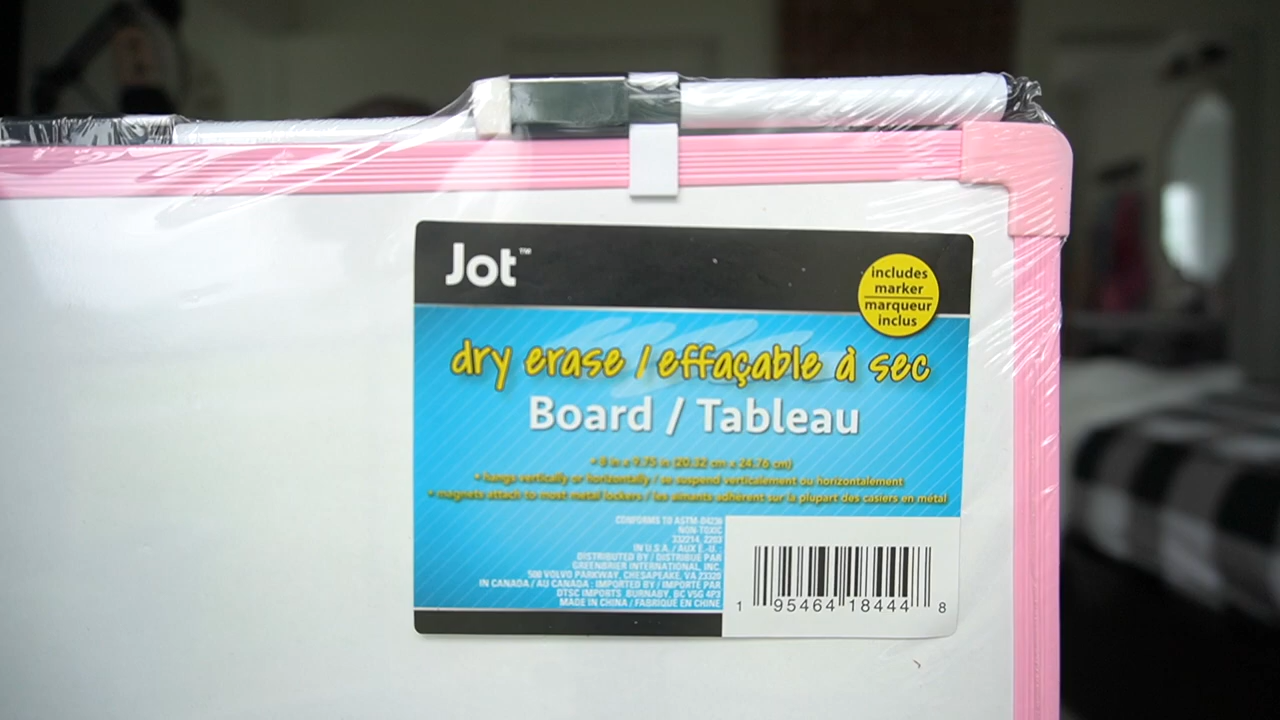 Jot™
includes
marker
marqueur
inclus
dry erase / effaçable à sec
Board / Tableau
• 8 in x 9.75 in (20.32 cm x 24.76 cm)
• hangs vertically or horizontally / se suspend verticalement ou horizontalement
• magnets attach to most metal lockers / les aimants adhèrent sur la plupart des casiers en métal
CONFORMS TO ASTM-D4236
NON-TOXIC
332214, 2203
IN U.S.A. / AUX É.-U. :
DISTRIBUTED BY / DISTRIBUÉ PAR
GREENBRIER INTERNATIONAL, INC.
500 VOLVO PARKWAY, CHESAPEAKE, VA 23320
IN CANADA / AU CANADA : IMPORTED BY / IMPORTÉ PAR
DTSC IMPORTS BURNABY, BC V5G 4P3
MADE IN CHINA / FABRIQUÉ EN CHINE
1 95464 18444 8